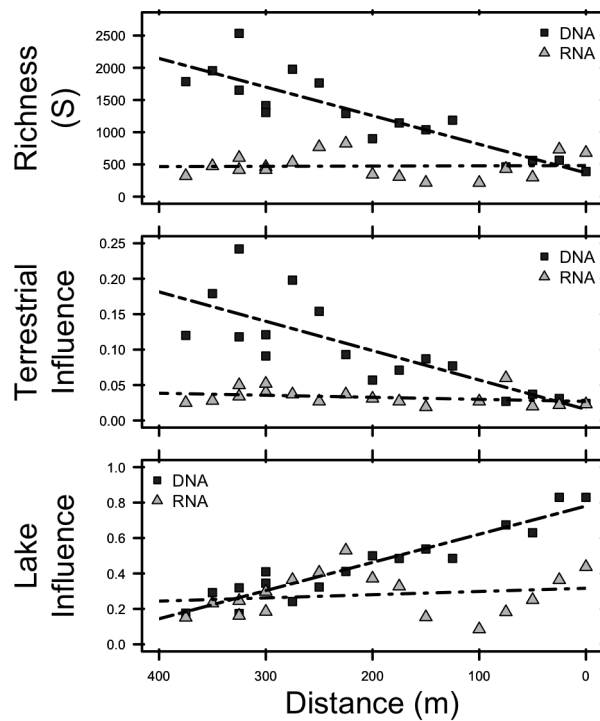 Richness
(S)
2500
2000
1500
1000
500
0
DNA
RNA
Terrestrial
Influence
0.25
0.20
0.15
0.10
0.05
0.00
DNA
RNA
Lake
Influence
1.0
0.8
0.6
0.4
0.2
0.0
DNA
RNA
400 300 200 100 0
Distance (m)